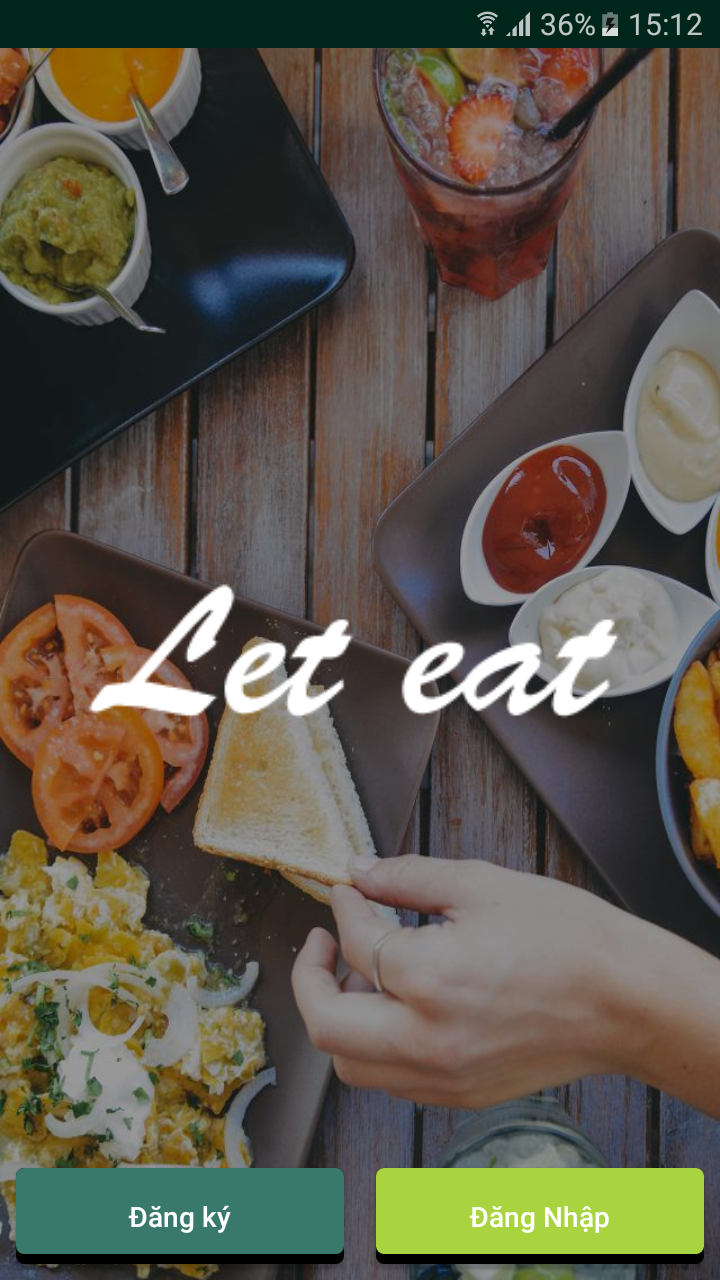 36% 15:12
Let eat
Đăng ký
Đăng Nhập